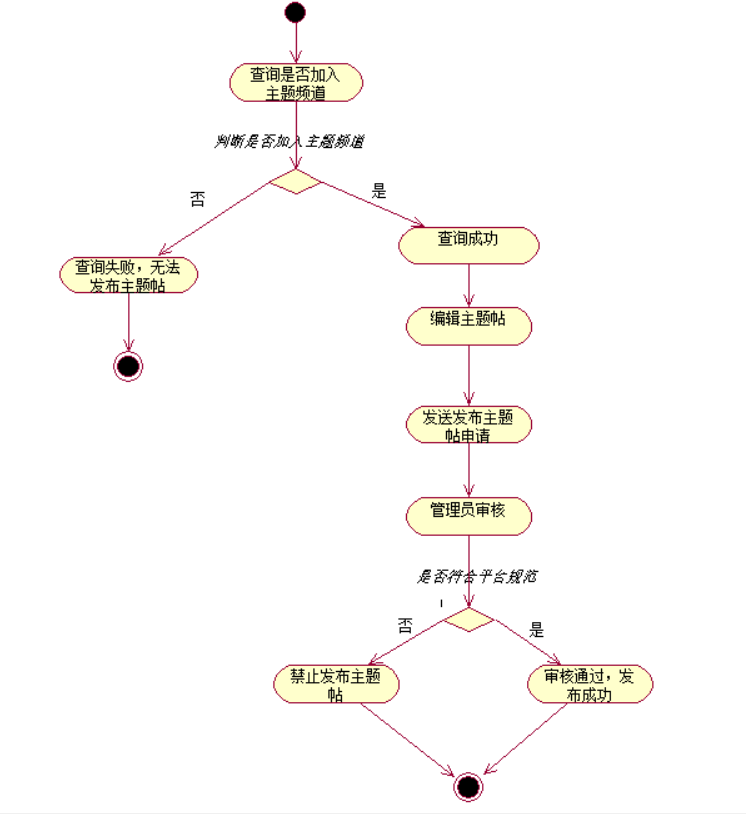 查询是否加入
主题频道
判断是否加入主题频道
否
是
查询成功
查询失败，无法
发布主题帖
编辑主题帖
发送发布主题
帖申请
管理员审核
是否符合平台规范
否
是
禁止发布主题
帖
审核通过，发
布成功